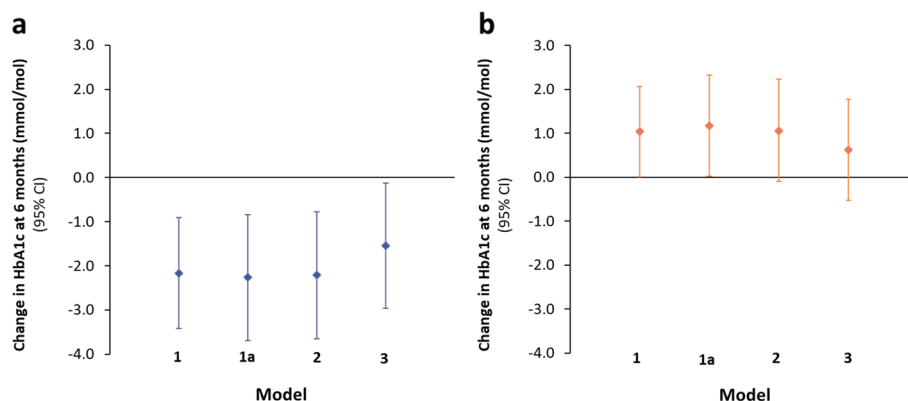 a
Change in HbA1c at 6 months (mmol/mol)
(95% CI)
3.0
2.0
1.0
0.0
-1.0
-2.0
-3.0
-4.0
1 1a 2 3
Model
b
Change in HbA1c at 6 months (mmol/mol)
(95% CI)
3.0
2.0
1.0
0.0
-1.0
-2.0
-3.0
-4.0
1 1a 2 3
Model